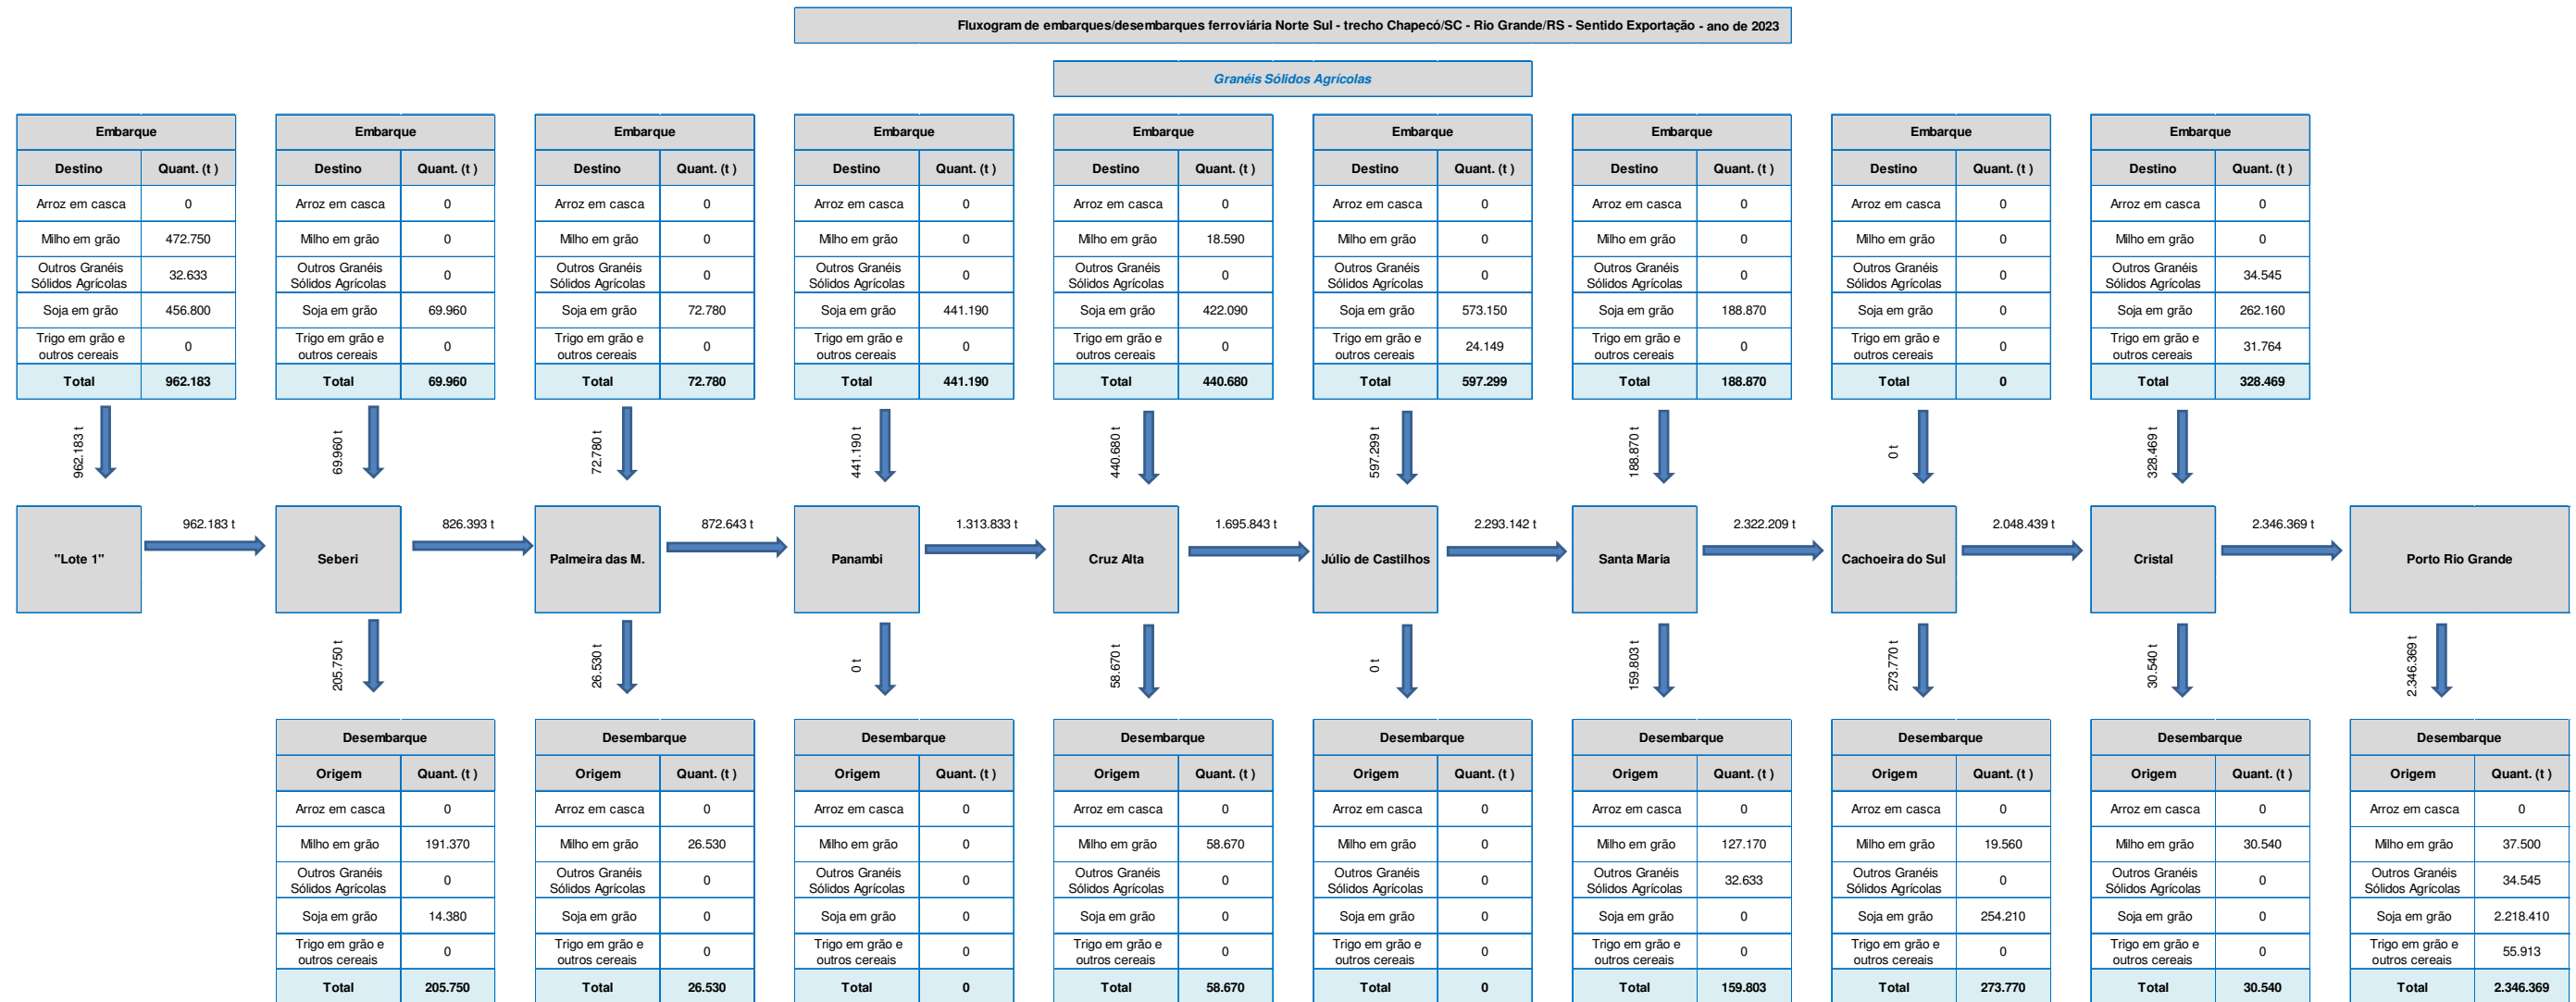 Fluxogram de embarques/desembarques ferroviária Norte Sul - trecho Chapecó/SC - Rio Grande/RS - Sentido Exportação - ano de 2023
Granéis Sólidos Agrícolas
Embarque Embarque Embarque Embarque Embarque Embarque Embarque Embarque Embarque
Destino Quant. (t ) Destino Quant. (t ) Destino Quant. (t ) Destino Quant. (t ) Destino Quant. (t ) Destino Quant. (t ) Destino Quant. (t ) Destino Quant. (t ) Destino Quant. (t )
Arroz em casca 0 Arroz em casca 0 Arroz em casca 0 Arroz em casca 0 Arroz em casca 0 Arroz em casca 0 Arroz em casca 0 Arroz em casca 0 Arroz em casca 0
Milho em grão 472.750 Milho em grão 0 Milho em grão 0 Milho em grão 0 Milho em grão 18.590 Milho em grão 0 Milho em grão 0 Milho em grão 0 Milho em grão 0
Outros Granéis Sólidos Agrícolas 32.633 Outros Granéis Sólidos Agrícolas 0 Outros Granéis Sólidos Agrícolas 0 Outros Granéis Sólidos Agrícolas 0 Outros Granéis Sólidos Agrícolas 0 Outros Granéis Sólidos Agrícolas 0 Outros Granéis Sólidos Agrícolas 0 Outros Granéis Sólidos Agrícolas 0 Outros Granéis Sólidos Agrícolas 34.545
Soja em grão 456.800 Soja em grão 69.960 Soja em grão 72.780 Soja em grão 441.190 Soja em grão 422.090 Soja em grão 573.150 Soja em grão 188.870 Soja em grão 0 Soja em grão 262.160
Trigo em grão e outros cereais 0 Trigo em grão e outros cereais 0 Trigo em grão e outros cereais 0 Trigo em grão e outros cereais 0 Trigo em grão e outros cereais 0 Trigo em grão e outros cereais 24.149 Trigo em grão e outros cereais 0 Trigo em grão e outros cereais 0 Trigo em grão e outros cereais 31.764
Total 962.183 Total 69.960 Total 72.780 Total 441.190 Total 440.680 Total 597.299 Total 188.870 Total 0 Total 328.469
962.183 t 69.960 t 72.780 t 441.190 t 440.680 t 597.299 t 188.870 t 0 t 328.469 t
962.183 t 826.393 t 872.643 t 1.313.833 t 1.695.843 t 2.293.142 t 2.322.209 t 2.048.439 t 2.346.369 t
"Lote 1" Seberi Palmeira das M. Panambi Cruz Alta Júlio de Castilhos Santa Maria Cachoeira do Sul Cristal Porto Rio Grande
205.750 t 26.530 t 0 t 58.670 t 0 t 159.803 t 273.770 t 30.540 t 2.346.369 t
Desembarque Desembarque Desembarque Desembarque Desembarque Desembarque Desembarque Desembarque Desembarque
Origem Quant. (t ) Origem Quant. (t ) Origem Quant. (t ) Origem Quant. (t ) Origem Quant. (t ) Origem Quant. (t ) Origem Quant. (t ) Origem Quant. (t ) Origem Quant. (t )
Arroz em casca 0 Arroz em casca 0 Arroz em casca 0 Arroz em casca 0 Arroz em casca 0 Arroz em casca 0 Arroz em casca 0 Arroz em casca 0 Arroz em casca 0
Milho em grão 191.370 Milho em grão 26.530 Milho em grão 0 Milho em grão 58.670 Milho em grão 0 Milho em grão 127.170 Milho em grão 19.560 Milho em grão 30.540 Milho em grão 37.500
Outros Granéis Sólidos Agrícolas 0 Outros Granéis Sólidos Agrícolas 0 Outros Granéis Sólidos Agrícolas 0 Outros Granéis Sólidos Agrícolas 0 Outros Granéis Sólidos Agrícolas 0 Outros Granéis Sólidos Agrícolas 32.633 Outros Granéis Sólidos Agrícolas 0 Outros Granéis Sólidos Agrícolas 0 Outros Granéis Sólidos Agrícolas 34.545
Soja em grão 14.380 Soja em grão 0 Soja em grão 0 Soja em grão 0 Soja em grão 0 Soja em grão 0 Soja em grão 254.210 Soja em grão 0 Soja em grão 2.218.410
Trigo em grão e outros cereais 0 Trigo em grão e outros cereais 0 Trigo em grão e outros cereais 0 Trigo em grão e outros cereais 0 Trigo em grão e outros cereais 0 Trigo em grão e outros cereais 0 Trigo em grão e outros cereais 0 Trigo em grão e outros cereais 0 Trigo em grão e outros cereais 55.913
Total 205.750 Total 26.530 Total 0 Total 58.670 Total 0 Total 159.803 Total 273.770 Total 30.540 Total 2.346.369